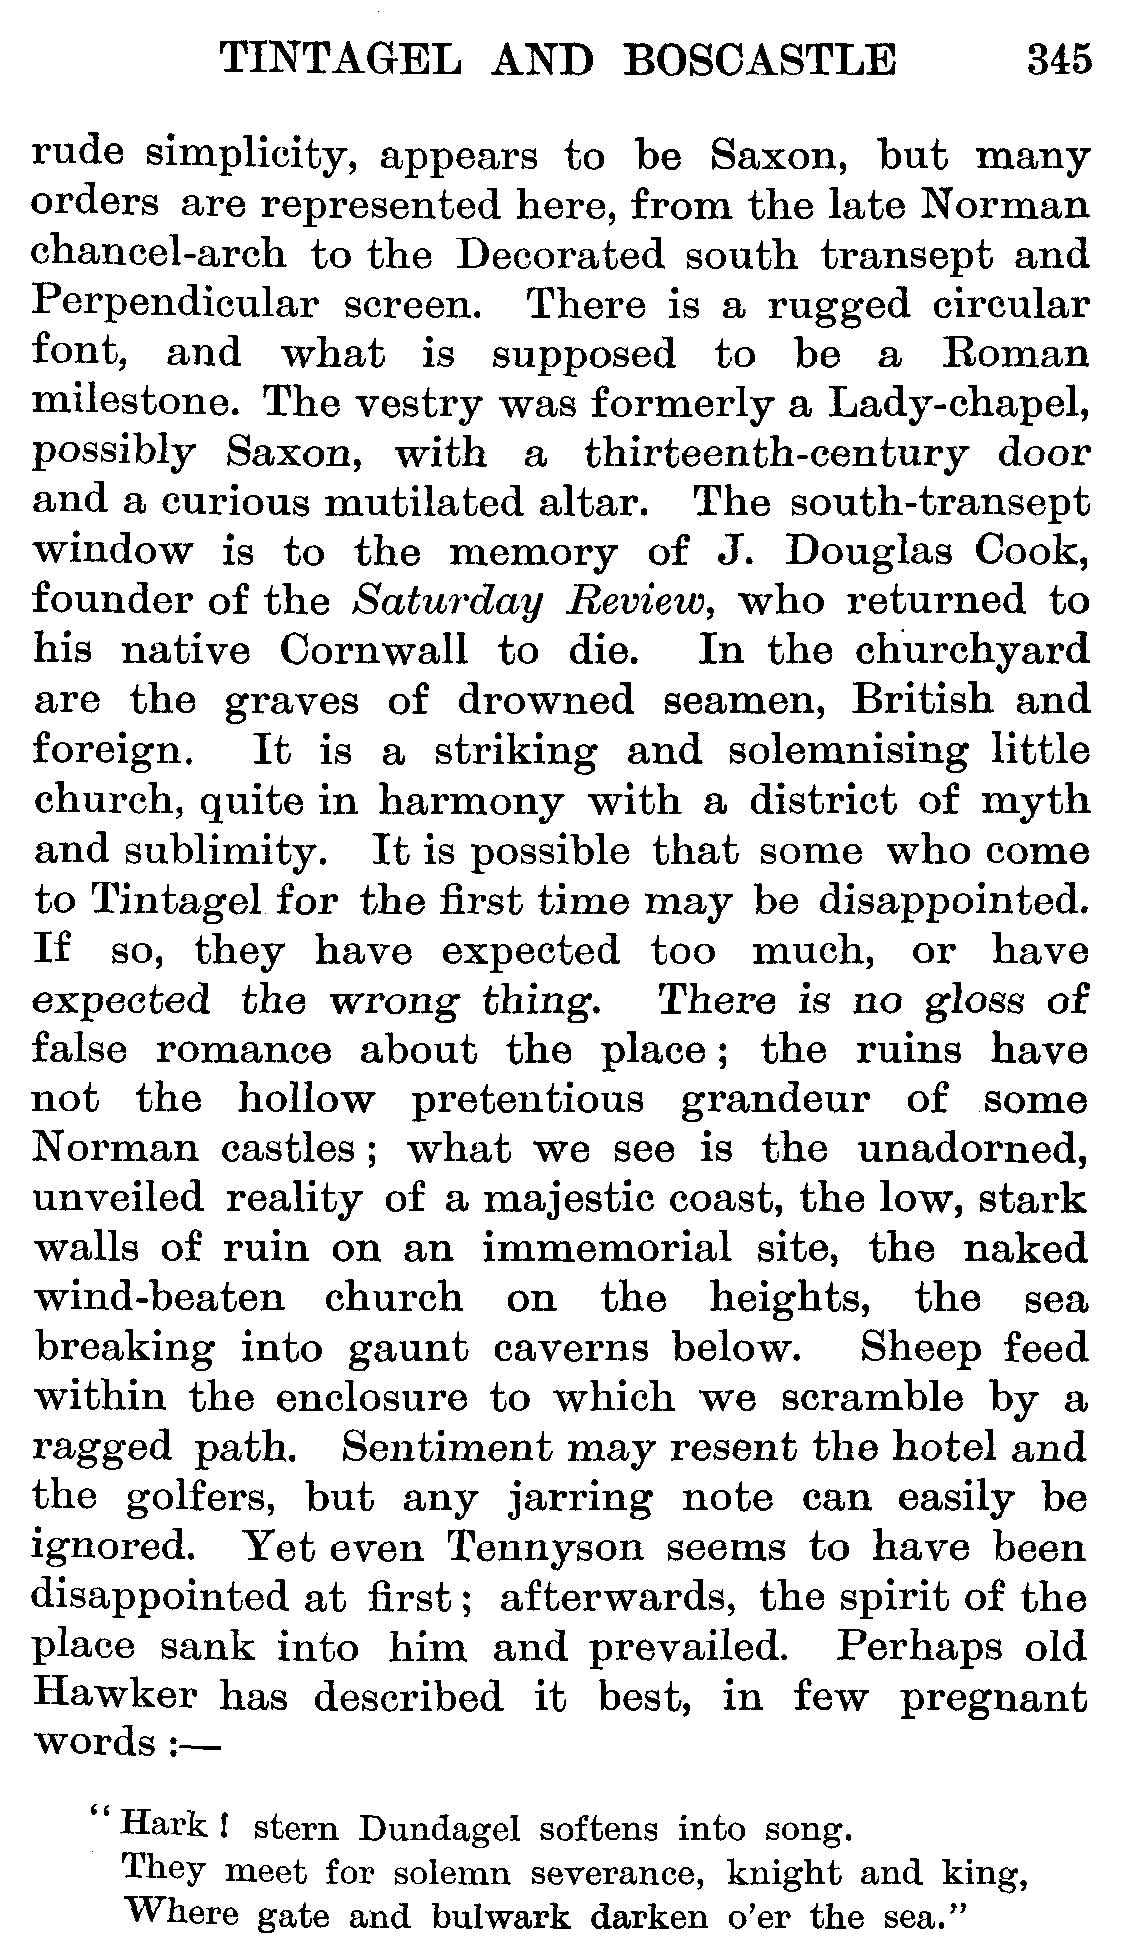 TINTAGEL AND BOSCASTLE 345
rude simplicity, appears to be Saxon, but many
orders are represented here, from the late Norman
chancel-arch to the Decorated south transept and
Perpendicular screen. There is a rugged circular
font, and what is supposed to be a Roman
milestone. The vestry was formerly a Lady-chapel,
possibly Saxon, with a thirteenth-century door
and a curious mutilated altar. The south-transept
window is to the memory of J. Douglas Cook,
founder of the Saturday Review, who returned to
his native Cornwall to die. In the churchyard
are the graves of drowned seamen, British and
foreign. It is a striking and solemnising little
church, quite in harmony with a district of myth
and sublimity. It is possible that some who come
to Tintagel for the first time may be disappointed.
If so, they have expected too much, or have
expected the wrong thing. There is no gloss of
false romance about the place; the ruins have
not the hollow pretentious grandeur of some
Norman castles; what we see is the unadorned,
unveiled reality of a majestic coast, the low, stark
walls of ruin on an immemorial site, the naked
wind-beaten church on the heights, the sea
breaking into gaunt caverns below. Sheep feed
within the enclosure to which we scramble by a
ragged path. Sentiment may resent the hotel and
the golfers, but any jarring note can easily be
ignored. Yet even Tennyson seems to have been
disappointed at first; afterwards, the spirit of the
place sank into him and prevailed. Perhaps old
Hawker has described it best, in few pregnant
words:—
"Hark! stern Dundagel softens into song.
They meet for solemn severance, knight and king,
Where gate and bulwark darken o'er the sea."